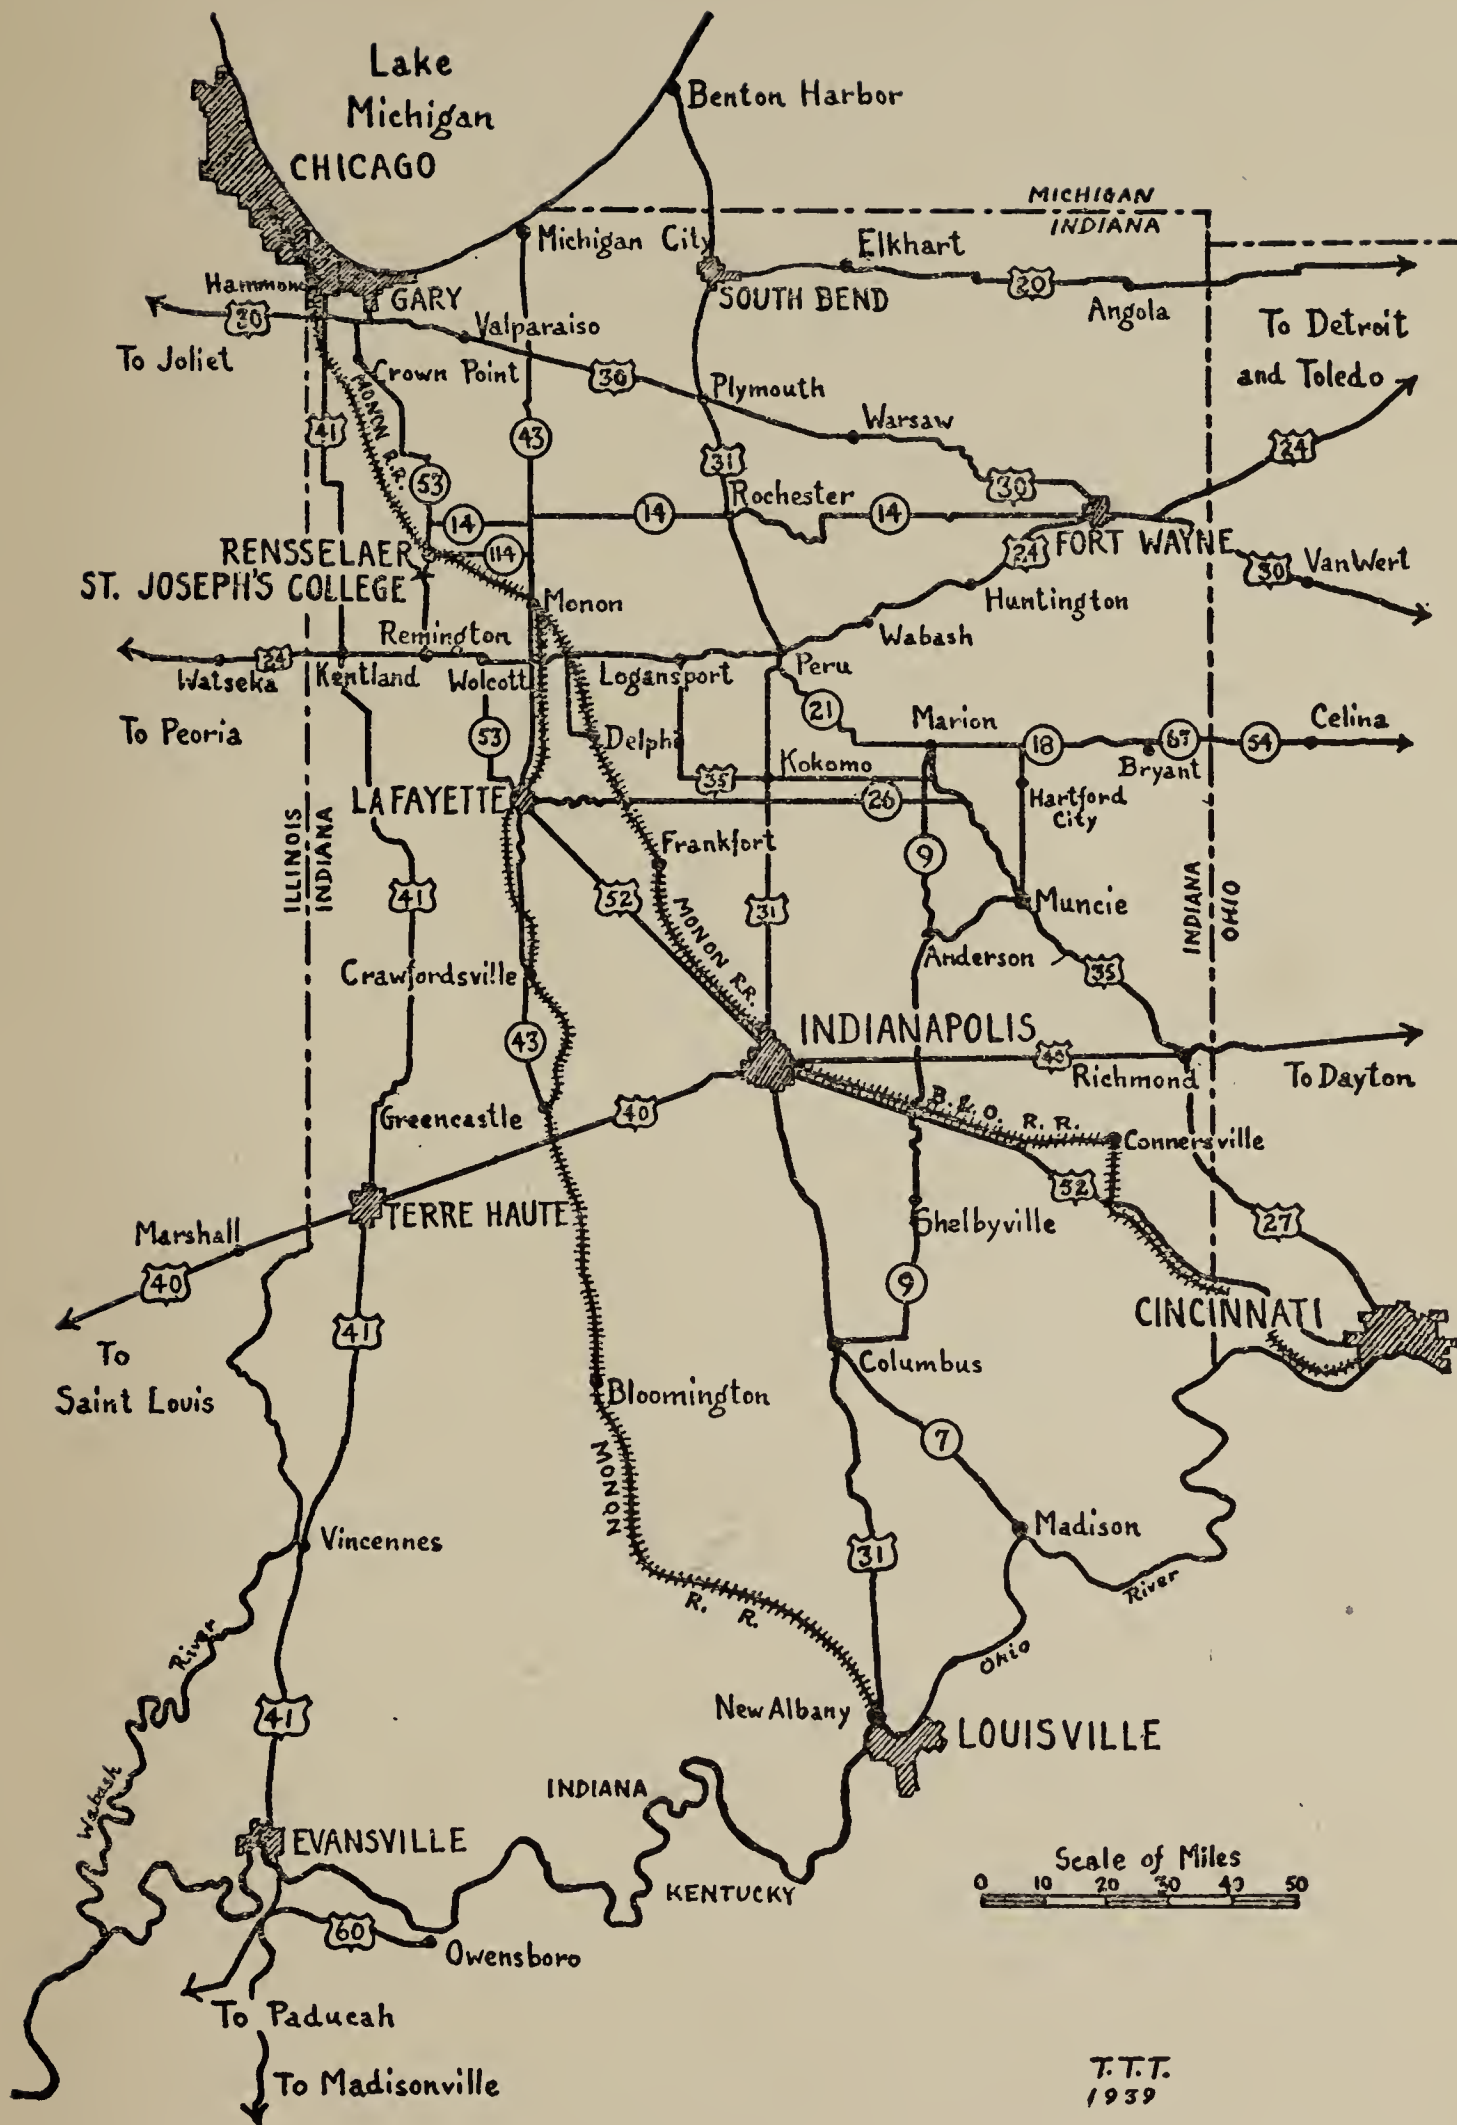 Lake
Michigan
Benton Harbor
CHICAGO
MICHIGAN
INDIANA
Michigan City
Elkhart
Hammond
GARY
SOUTH BEND
20
Angola
30
To Joliet
Valparaiso
To Detroit
and Toledo
Crown Point
30
Plymouth
MONON R.R.
41
43
Warsaw
24
31
53
30
Rochester
14
14
14
RENSSELAER
114
24
FORT WAYNE
ST. JOSEPH'S COLLEGE
30
Van Wert
Monon
Huntington
Remington
Wabash
24
Watseka
Kentland
Wolcott
Logansport
Peru
To Peoria
53
Delphi
21
Marion
18
67
54
Celina
Bryant
35
Kokomo
LAFAYETTE
26
Hartford
City
ILLINOIS
INDIANA
Frankfort
9
41
52
31
Muncie
INDIANA
OHIO
MONON R.R.
Anderson
35
Crawfordsville
INDIANAPOLIS
43
40
Richmond
To Dayton
Greencastle
40
B. & O. R. R.
Connersville
52
TERRE HAUTE
Shelbyville
27
Marshall
40
9
CINCINNATI
41
To
Saint Louis
Columbus
Bloomington
7
MONON
Vincennes
Madison
31
River
R. R.
River
Ohio
New Albany
41
LOUISVILLE
Wabash
INDIANA
EVANSVILLE
KENTUCKY
Scale of Miles
0 10 20 30 40 50
60
Owensboro
To Paducah
To Madisonville
T.T.T.
1939